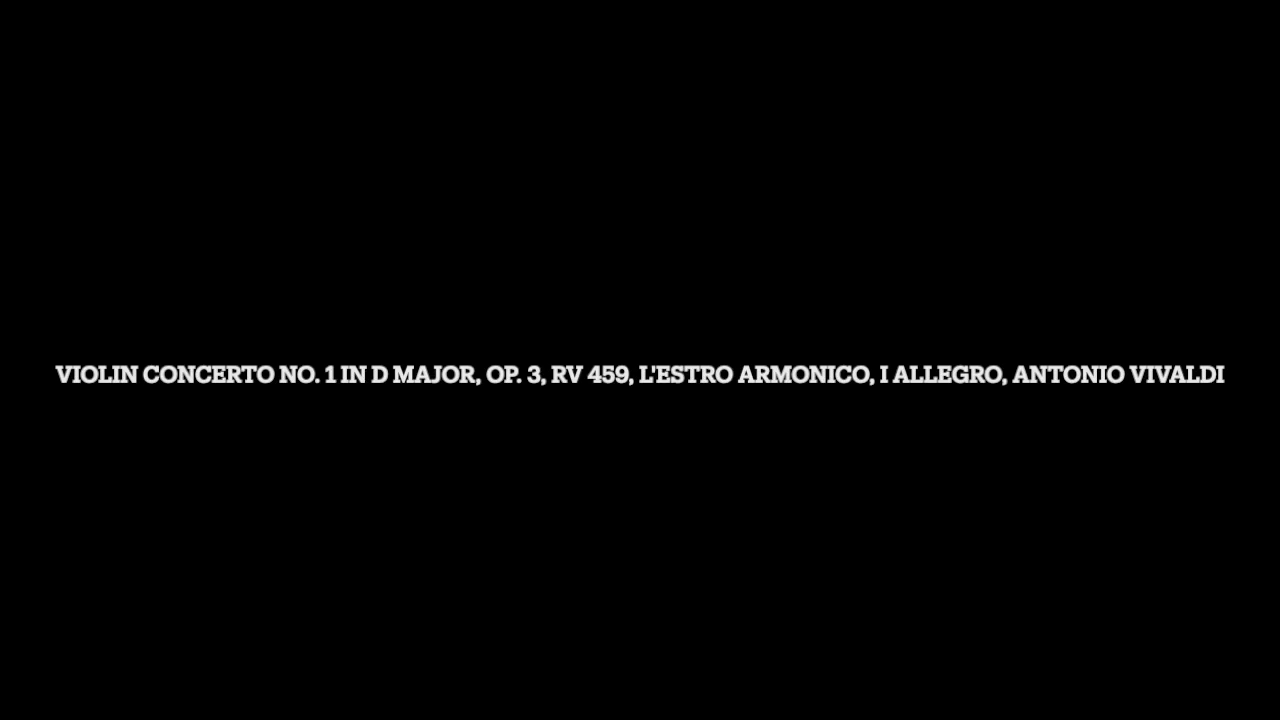 VIOLIN CONCERTO NO. 1 IN D MAJOR, OP. 3, RV 459, L'ESTRO ARMONICO, I ALLEGRO, ANTONIO VIVALDI